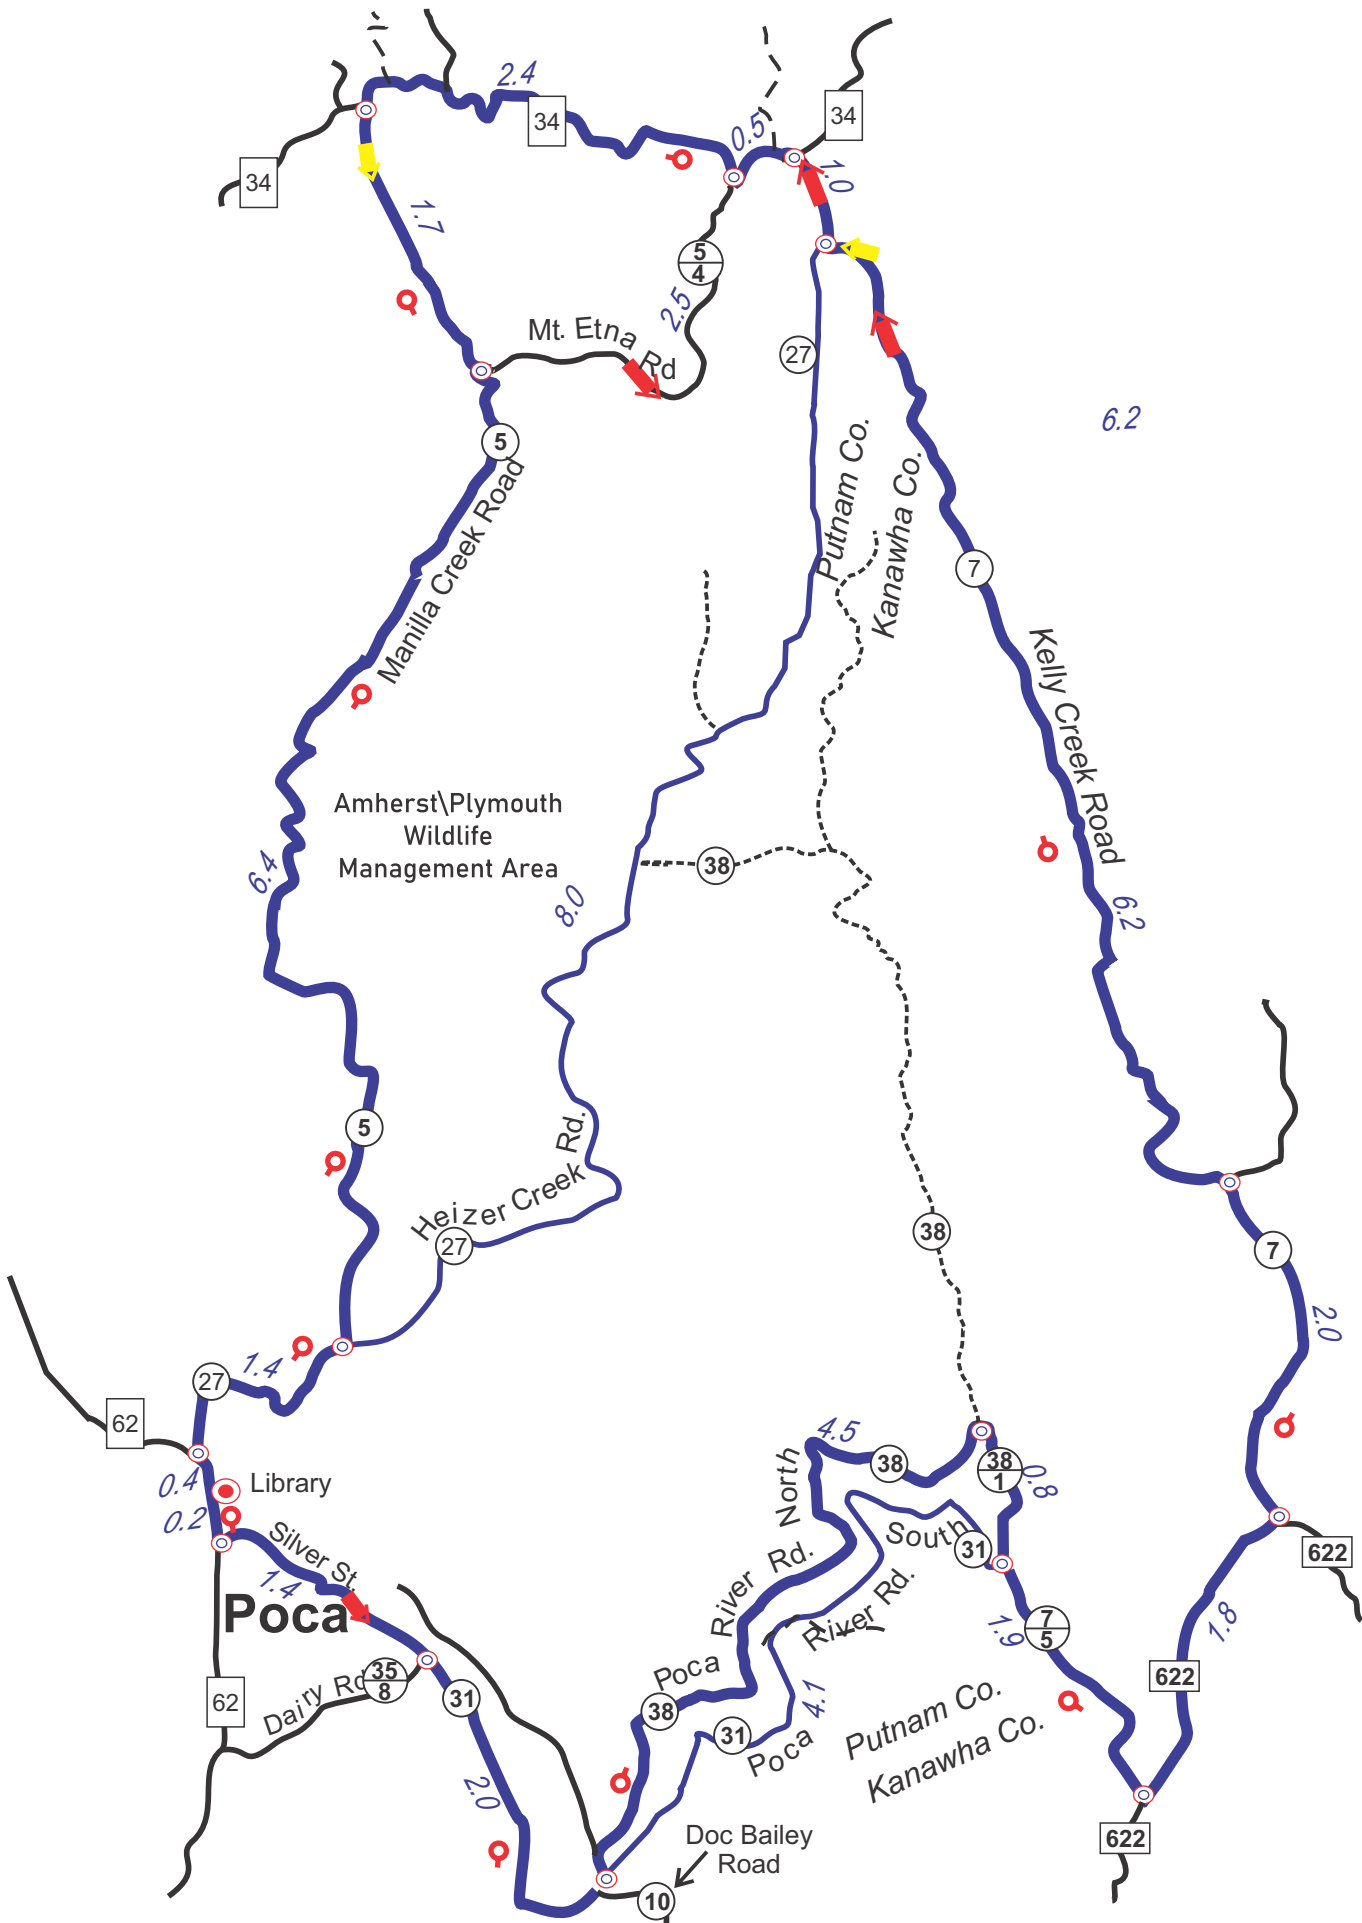 2.4
34
0.5
34
1.0
34
1.7
5
4
2.5
Mt. Etna Rd
27
6.2
5
Manilla Creek Road
Putnam Co.
Kanawha Co.
7
Kelly Creek Road
Amherst\Plymouth
Wildlife
Management Area
38
6.4
8.0
6.2
5
Heizer Creek Rd.
27
38
7
2.0
27
1.4
62
0.4
Library
0.2
Silver St.
1.4
Poca
4.5
38
38
1
0.8
North
South
31
River Rd.
River Rd.
622
1.9
7
5
1.8
Poca
35
8
Dairy Rd
62
31
38
31
Poca
4.1
Putnam Co.
Kanawha Co.
622
2.0
622
Doc Bailey
Road
10